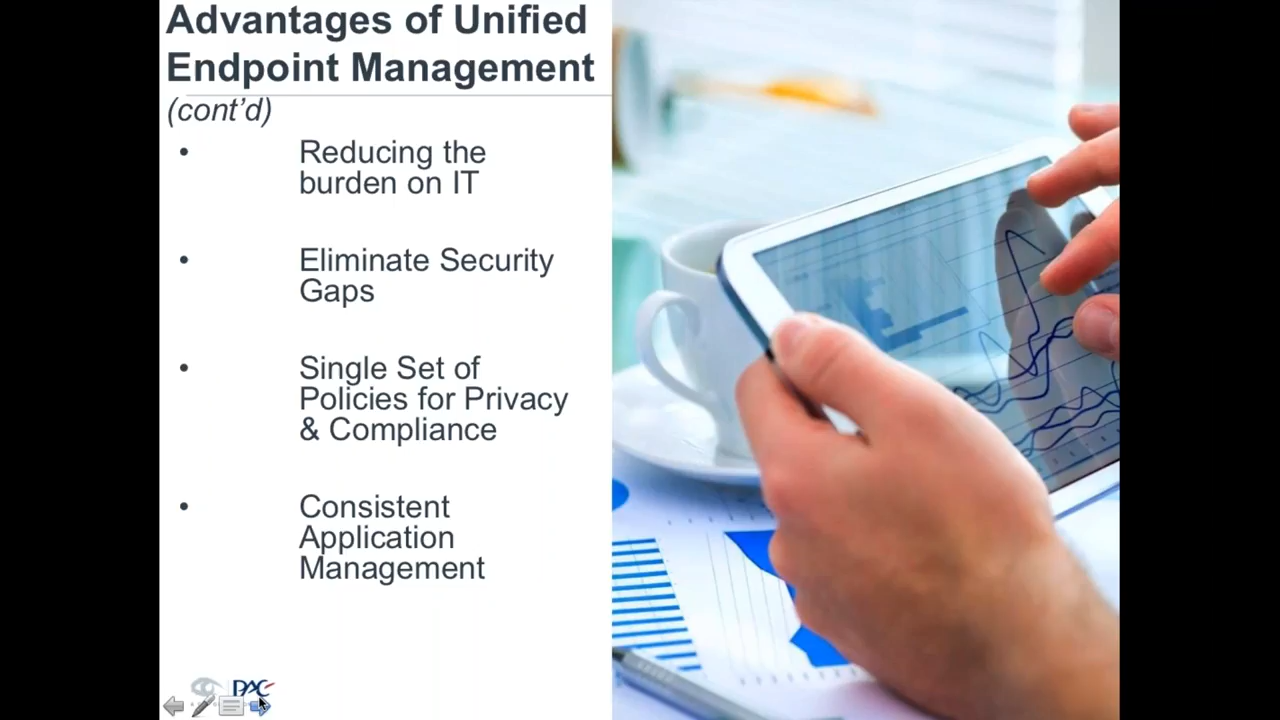 Advantages of Unified
Endpoint Management
(cont’d)
• Reducing the
burden on IT
• Eliminate Security
Gaps
• Single Set of
Policies for Privacy
& Compliance
• Consistent
Application
Management
PAC